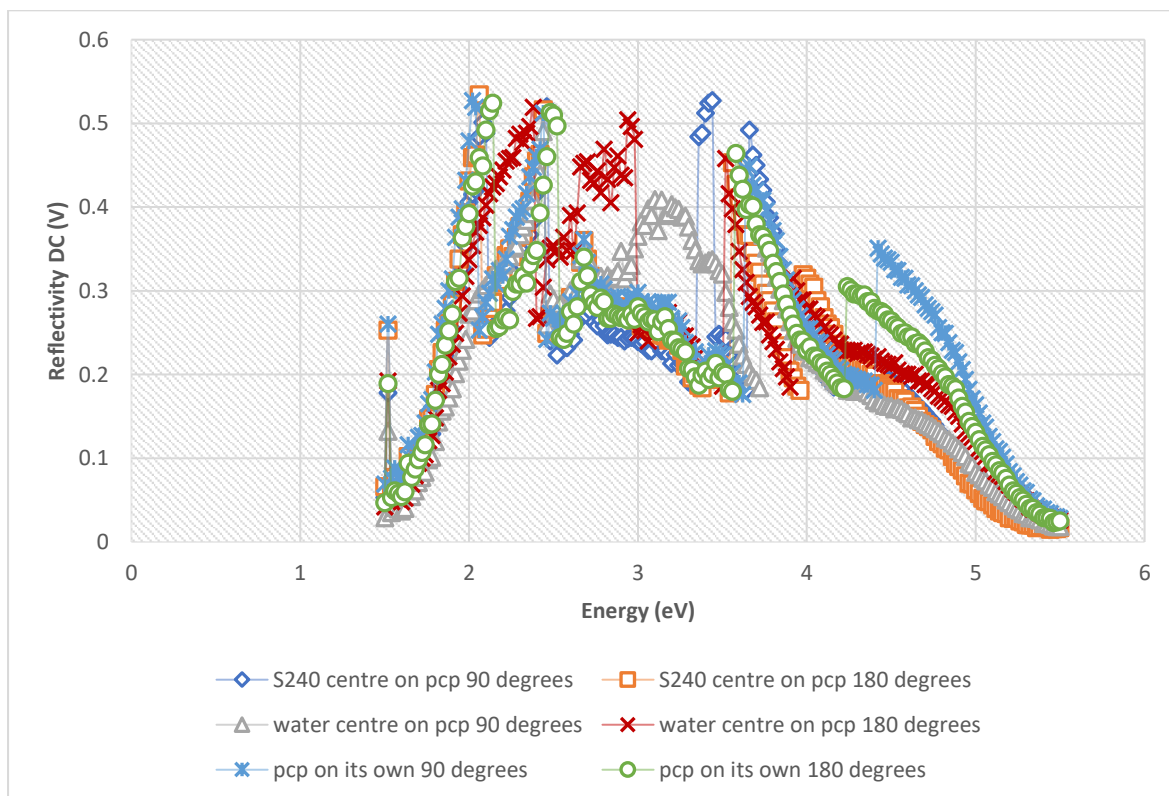 0.6
0.5
0.4
0.3
0.2
0.1
0
Reflectivity DC (V)
0 1 2 3 4 5 6
Energy (eV)
S240 centre on pcp 90 degrees
S240 centre on pcp 180 degrees
water centre on pcp 90 degrees
water centre on pcp 180 degrees
pcp on its own 90 degrees
pcp on its own 180 degrees